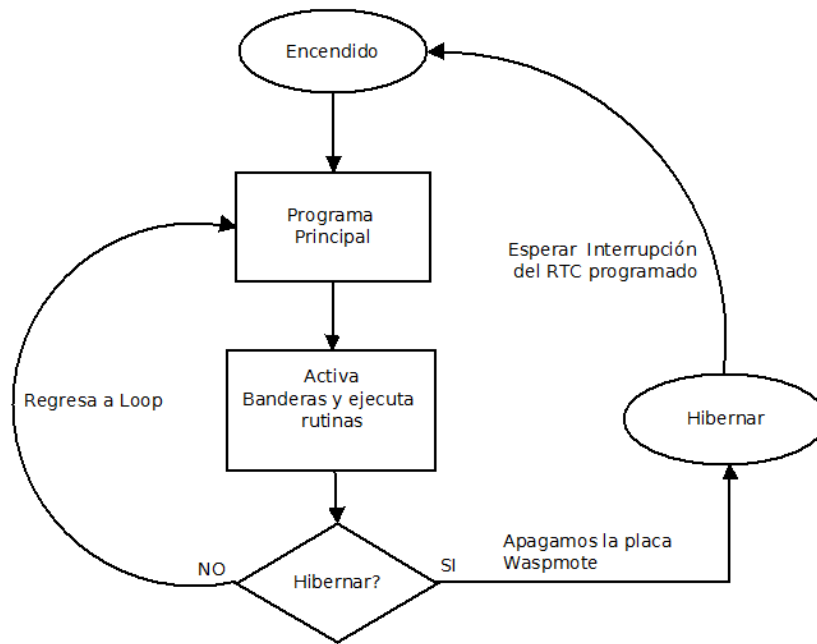 Encendido
Programa
Principal
Esperar Interrupción
del RTC programado
Activa
Banderas y ejecuta
rutinas
Regresa a Loop
Hibernar
Apagamos la placa
Waspmote
NO
Hibernar?
SI